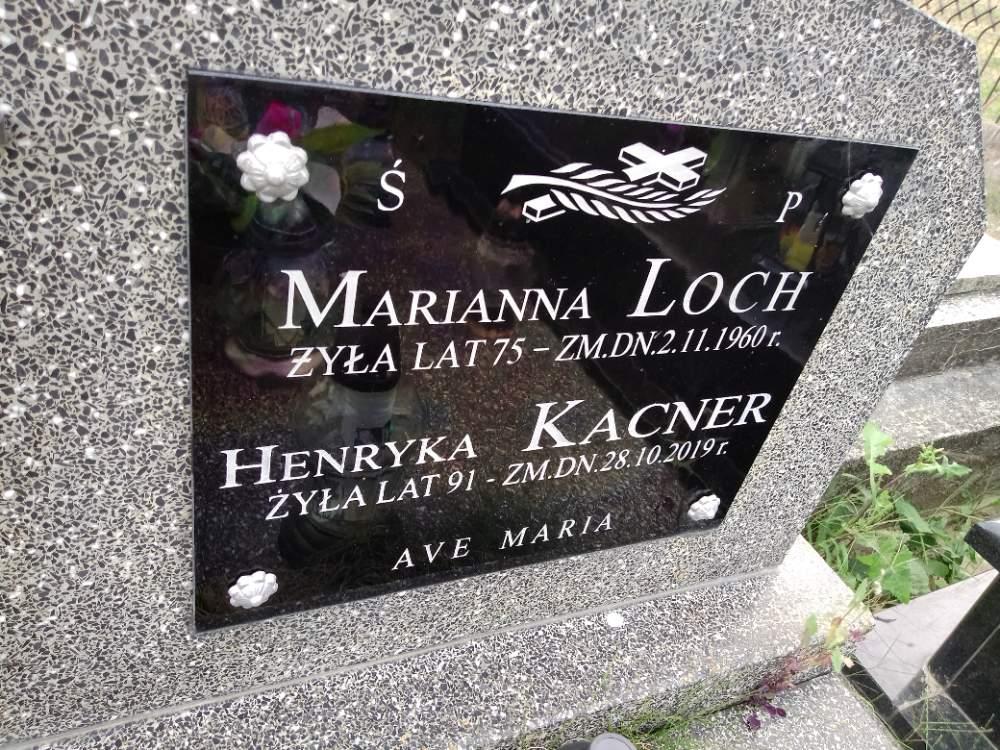 Ś P
MARIANNA LOCH
ŻYŁA LAT 75 – ZM.DN.2.11.1960 r.
HENRYKA KACNER
ŻYŁA LAT 91 - ZM.DN.28.10.2019 r.
AVE MARIA